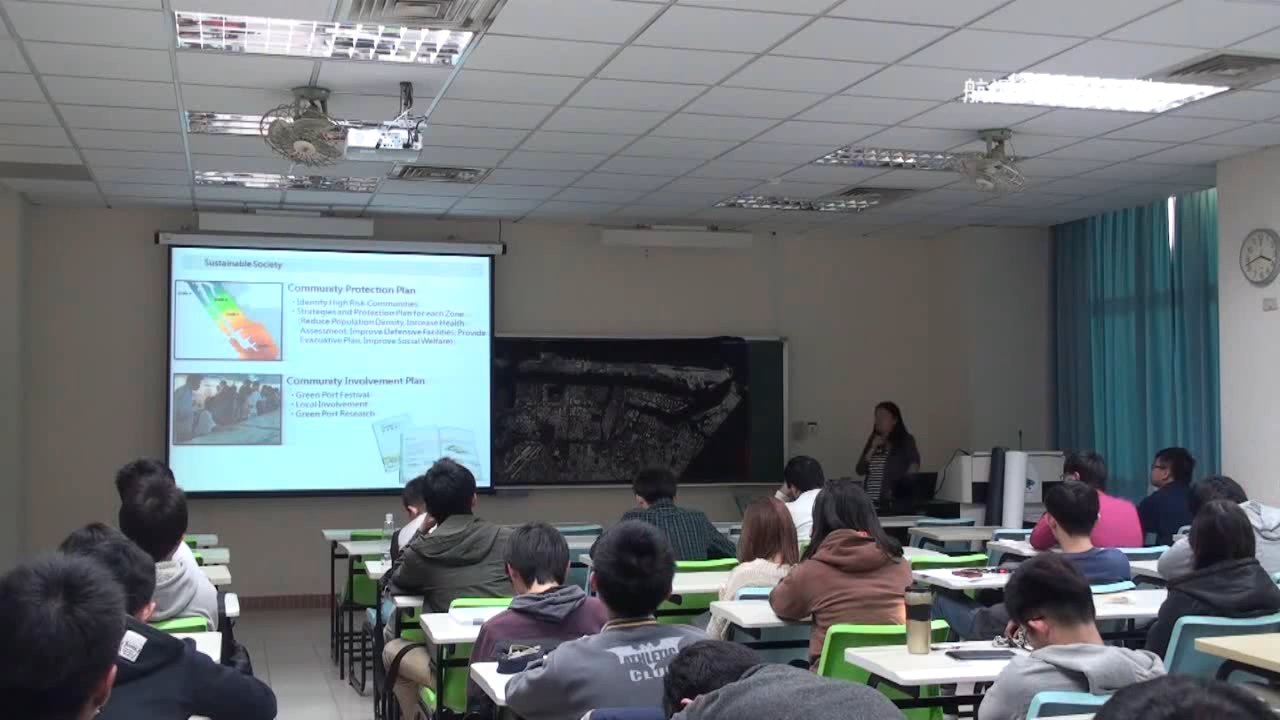 Sustainable Society
Community Protection Plan
• Identify High Risk Communities
• Strategies and Protection Plan for each Zone
(Reduce Population Density, Increase Health
Assessment, Improve Defensive Facilities, Provide
Evacuative Plan, Improve Social Welfare)
Community Involvement Plan
• Green Port Festival
• Local Involvement
• Green Port Research
ATHLETIC
CLUB